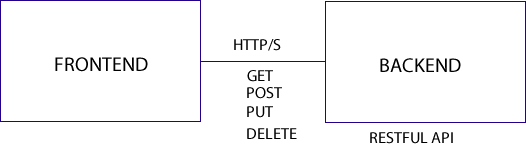 FRONTEND
HTTP/S
GET
POST
PUT
DELETE
BACKEND
RESTFUL API